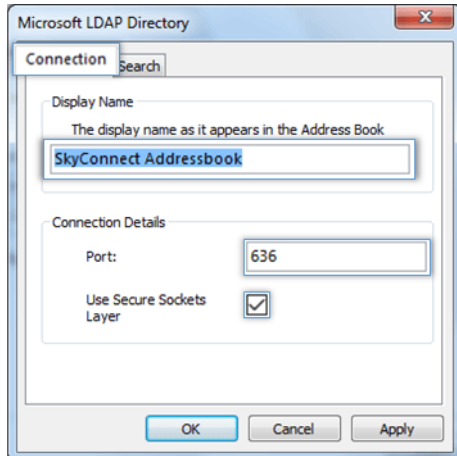 Microsoft LDAP Directory
Connection
Search
Display Name
The display name as it appears in the Address Book
SkyConnect Addressbook
Connection Details
Port:
636
Use Secure Sockets
Layer
OK
Cancel
Apply